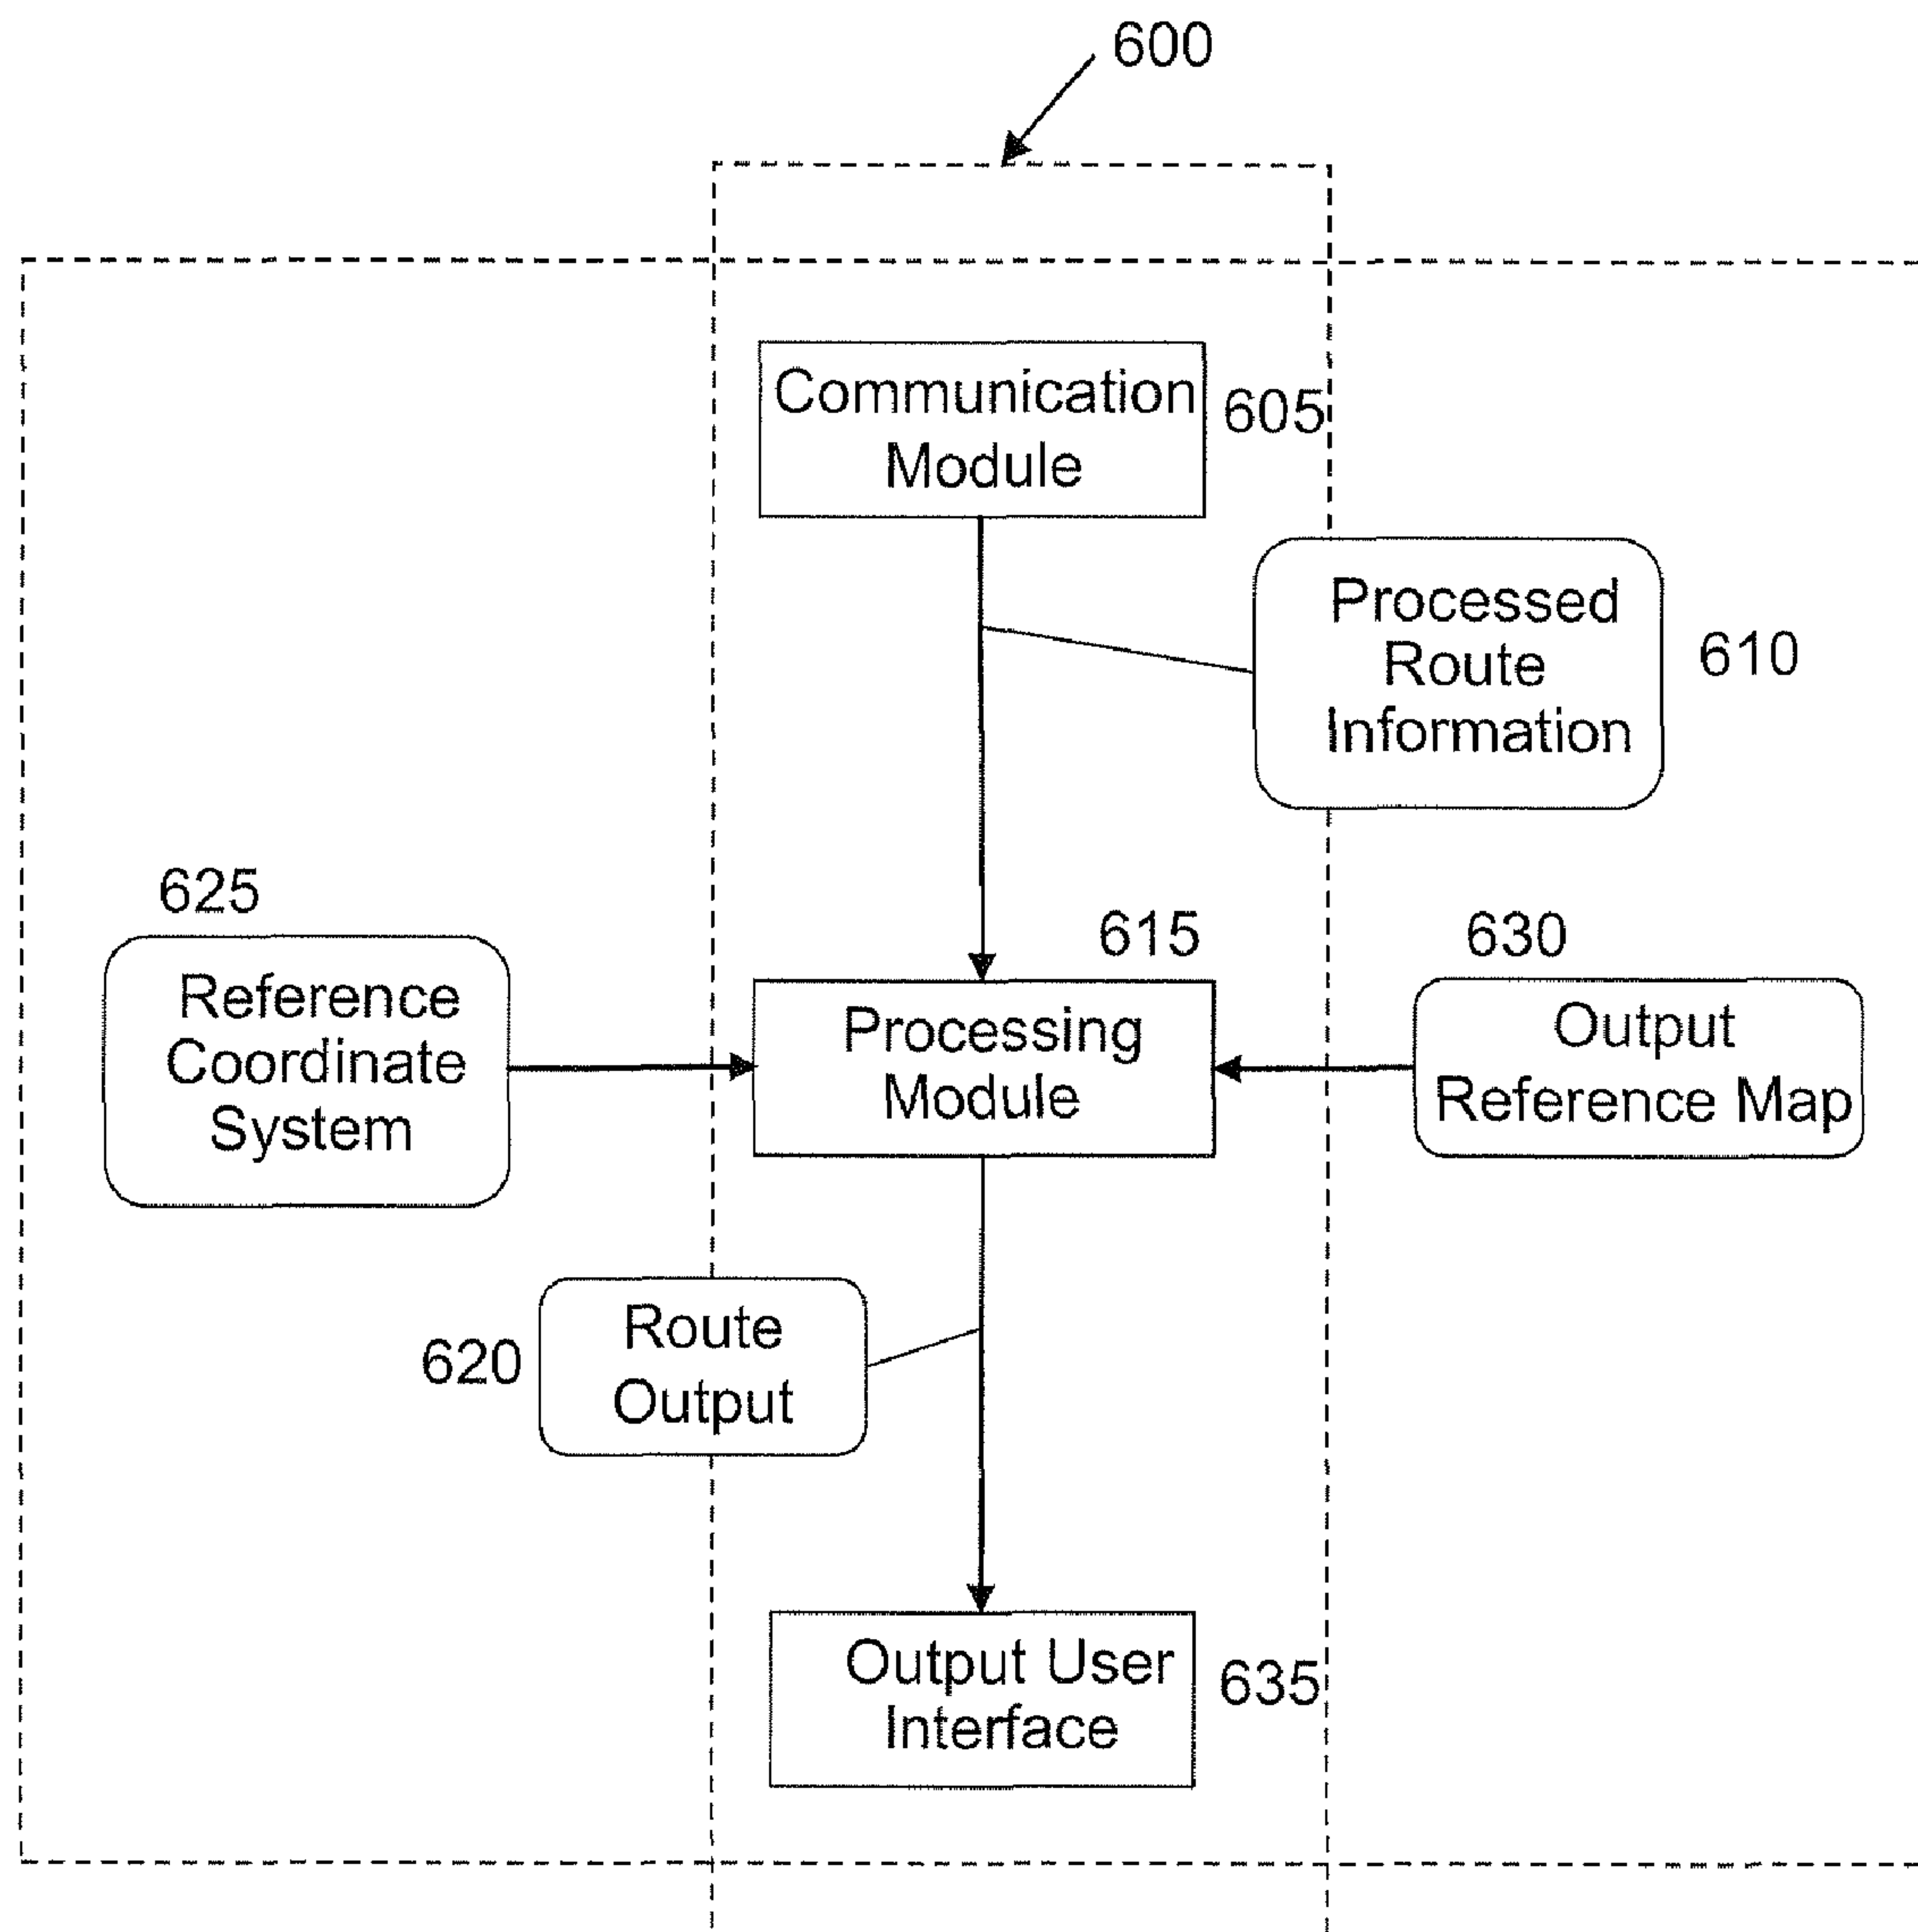 600
Communication
Module
605
Processed
Route
Information
610
625
Reference
Coordinate
System
615
Processing
Module
630
Output
Reference Map
620
Route
Output
Output User
Interface
635